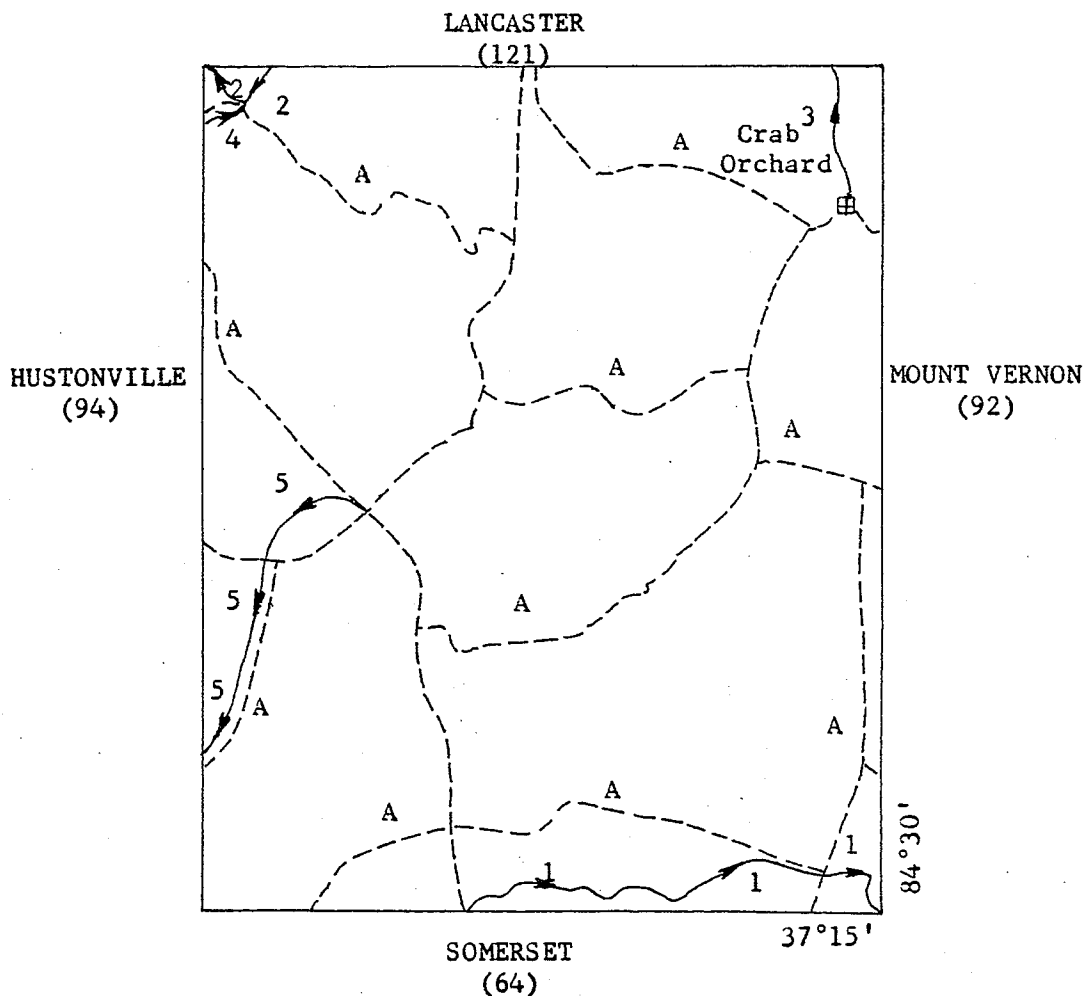 LANCASTER
(121)
2
2
4
3
Crab
Orchard
A
A
A
HUSTONVILLE
(94)
A
MOUNT VERNON
(92)
A
5
5
A
5
A
A
A
A
1
1
1
84°30'
37°15'
SOMERSET
(64)